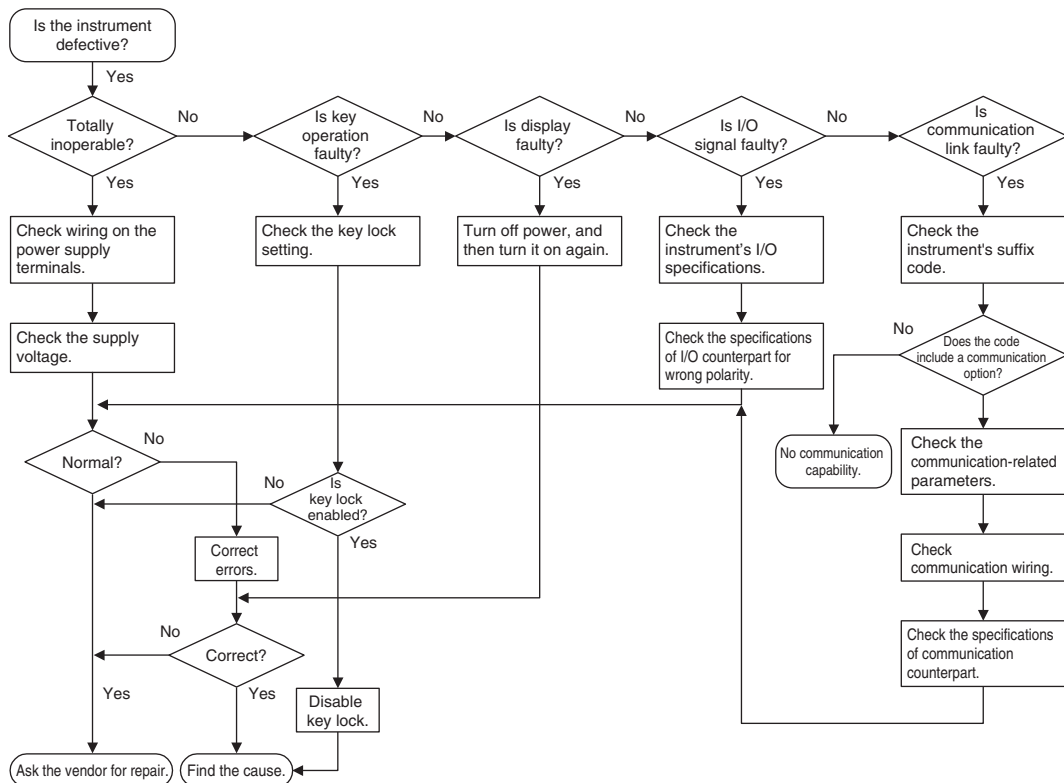 Is the instrument
defective?
Yes
Totally
inoperable?
No
Is key
operation
faulty?
No
Is display
faulty?
No
Is I/O
signal faulty?
No
Is
communication
link faulty?
Yes
Yes
Yes
Yes
Check wiring on the
power supply
terminals.
Check the key lock
setting.
Turn off power, and
then turn it on again.
Check the
instrument's I/O
specifications.
Check the
instrument's suffix
code.
Check the supply
voltage.
Check the specifications
of I/O counterpart for
wrong polarity.
No
Does the code
include a communication
option?
No communication
capability.
Check the
communication-related
parameters.
Normal?
No
No
Is
key lock
enabled?
Yes
Correct
errors.
Check
communication wiring.
No
Correct?
Yes
Yes
Check the specifications
of communication
counterpart.
Disable
key lock.
Ask the vendor for repair.
Find the cause.